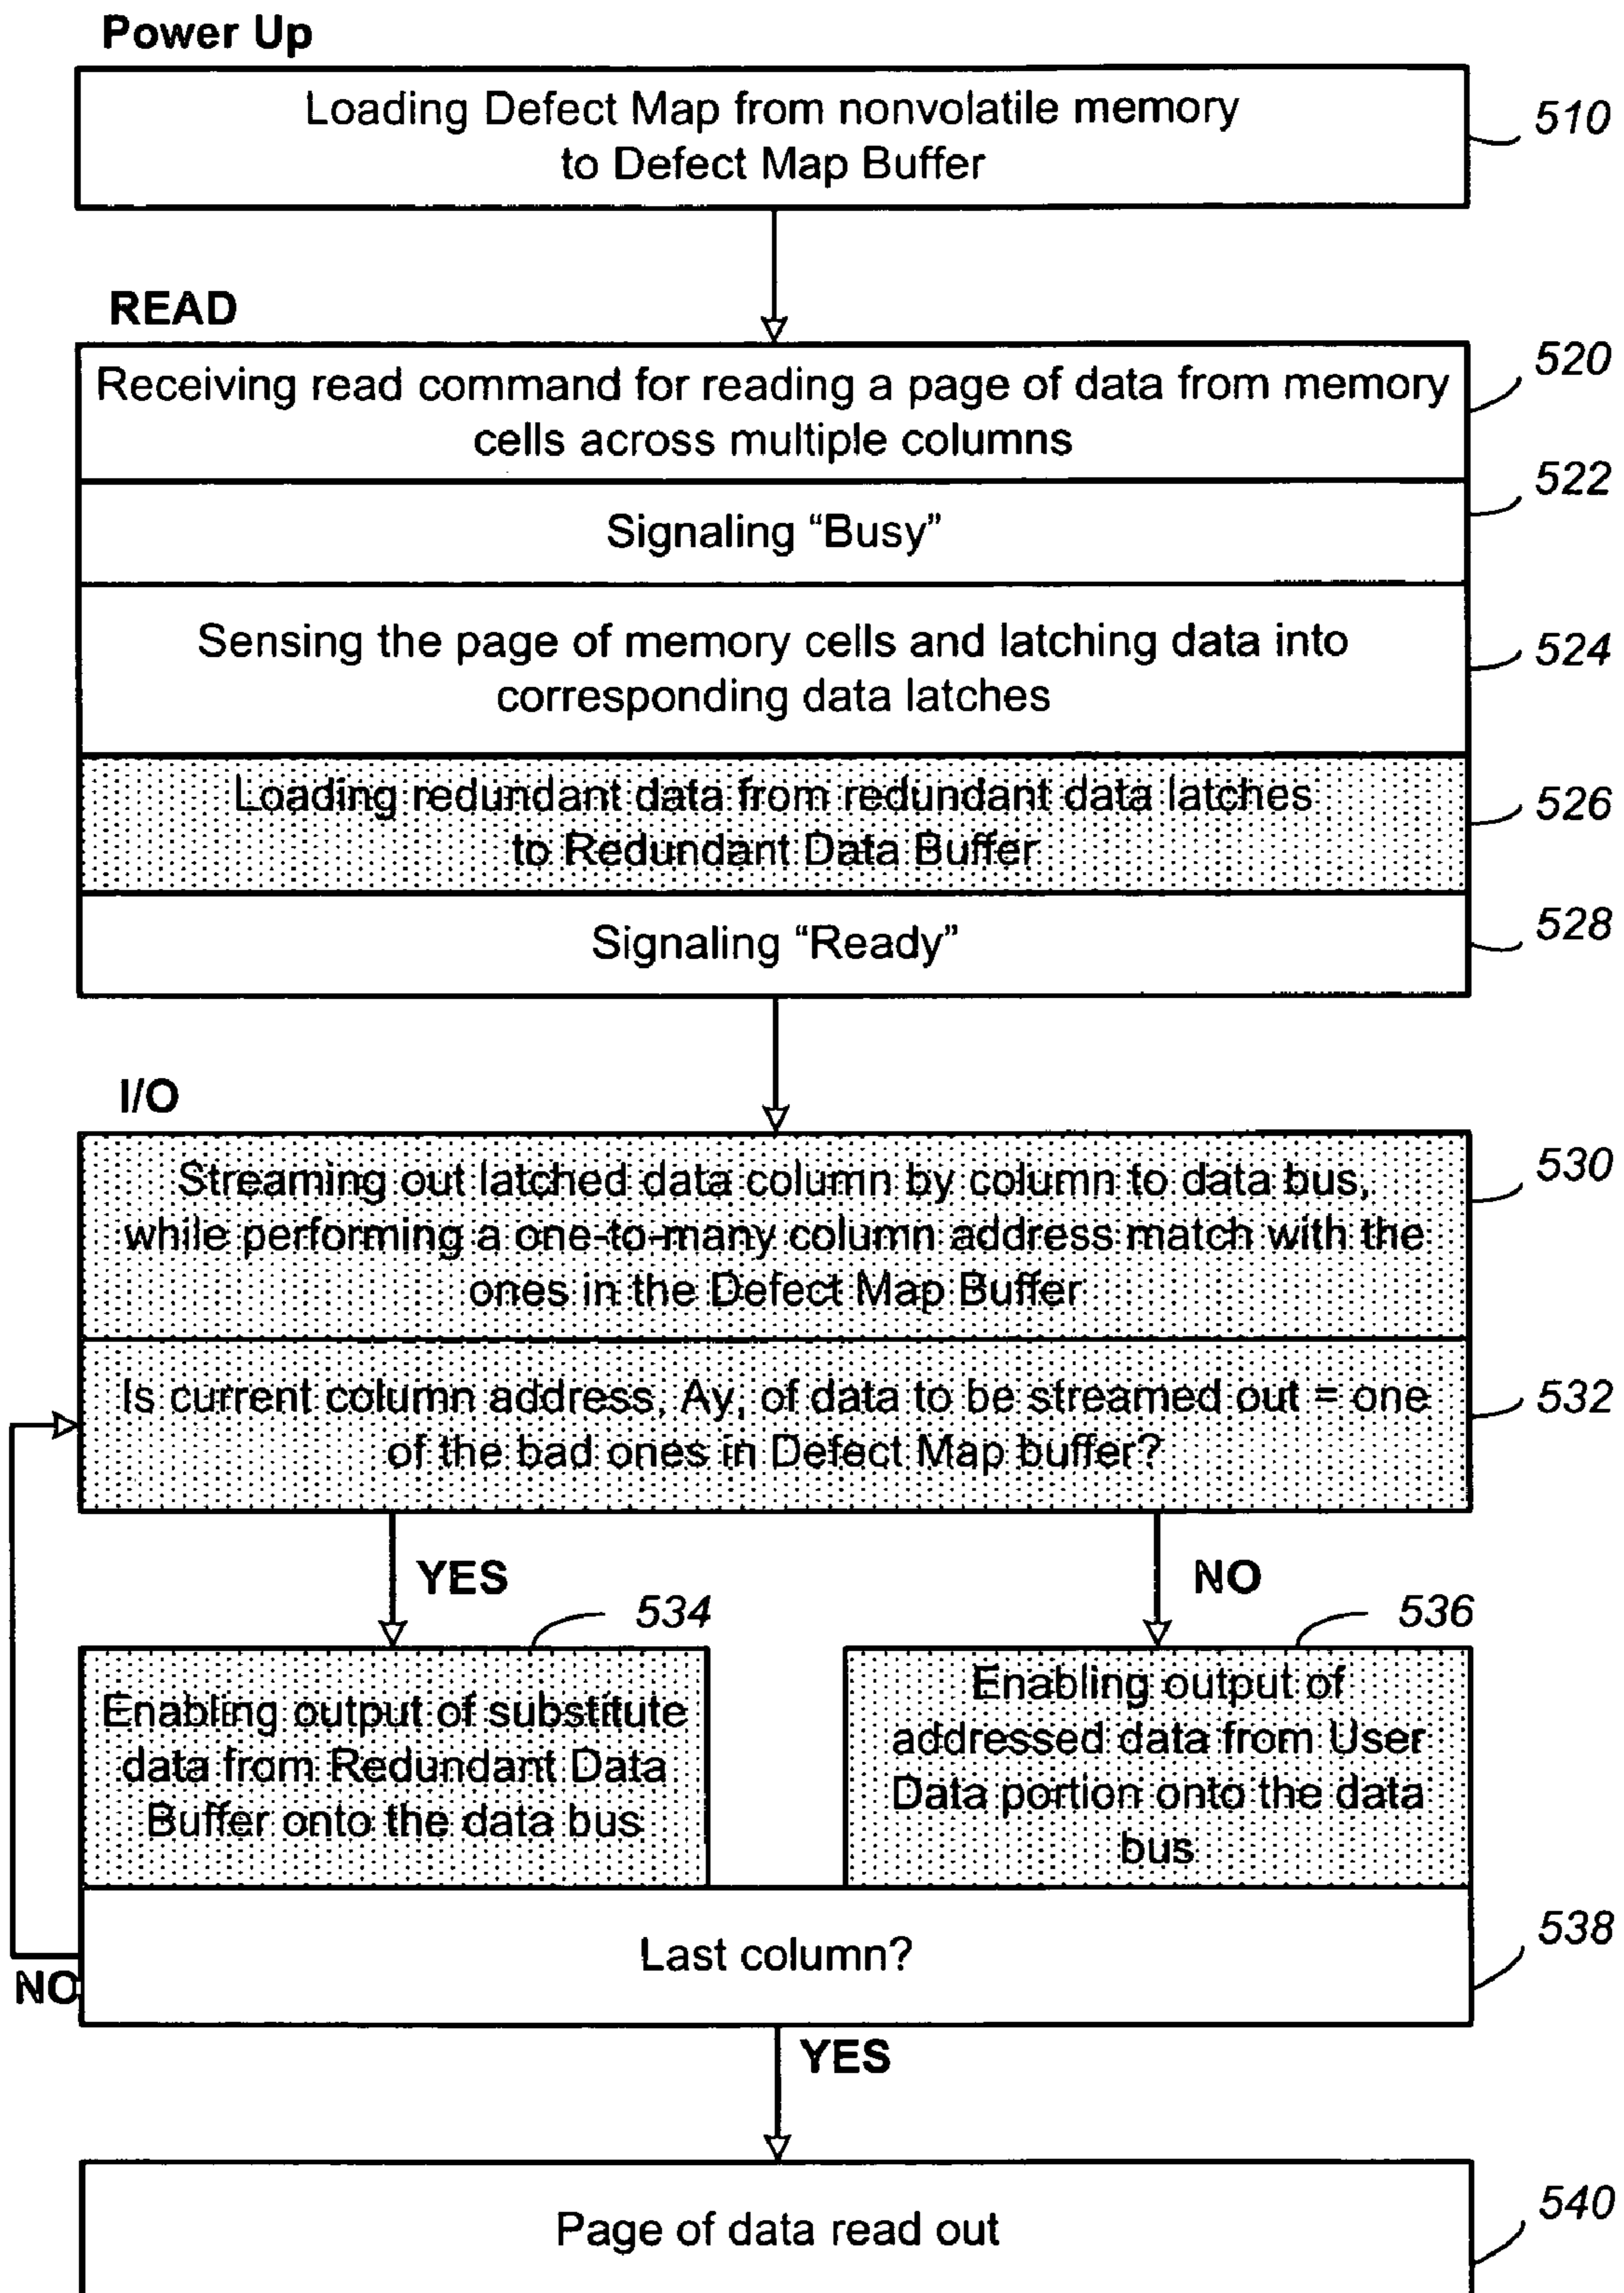 Power Up
Loading Defect Map from nonvolatile memory
to Defect Map Buffer
510
READ
Receiving read command for reading a page of data from memory
cells across multiple columns
520
Signaling “Busy”
522
Sensing the page of memory cells and latching data into
corresponding data latches
524
Loading redundant data from redundant data latches
to Redundant Data Buffer
526
Signaling “Ready”
528
I/O
Streaming out latched data column by column to data bus,
while performing a one-to-many column address match with the
ones in the Defect Map Buffer
530
Is current column address, Ay, of data to be streamed out = one
of the bad ones in Defect Map buffer?
532
YES
NO
534
536
Enabling output of substitute
data from Redundant Data
Buffer onto the data bus
Enabling output of
addressed data from User
Data portion onto the data
bus
Last column?
538
NO
YES
Page of data read out
540